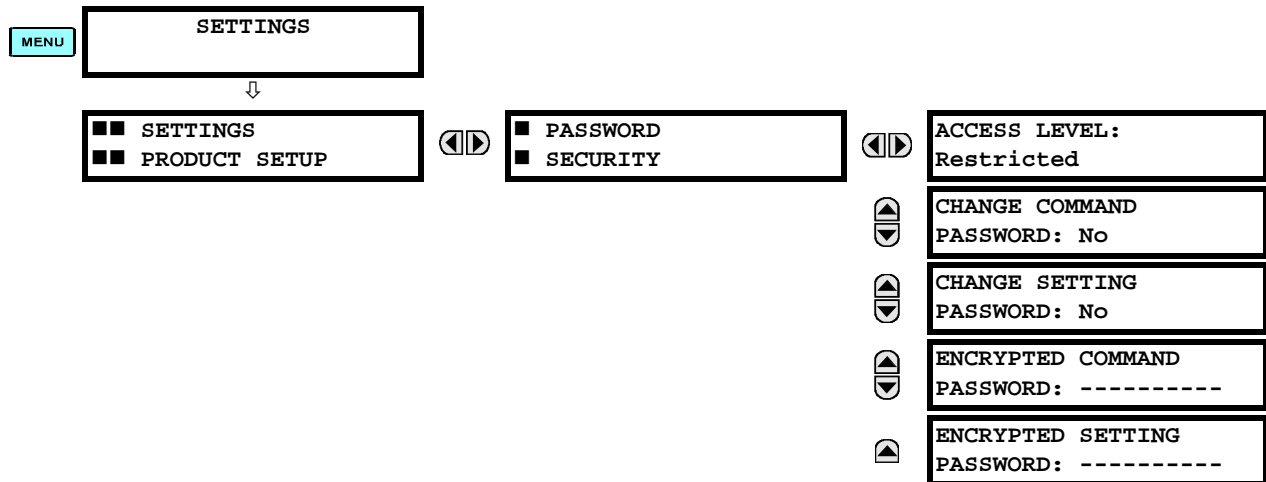 MENU
SETTINGS
■■ SETTINGS
■■ PRODUCT SETUP
■ PASSWORD
■ SECURITY
ACCESS LEVEL:
Restricted
CHANGE COMMAND
PASSWORD: No
CHANGE SETTING
PASSWORD: No
ENCRYPTED COMMAND
PASSWORD: ----------
ENCRYPTED SETTING
PASSWORD: ----------